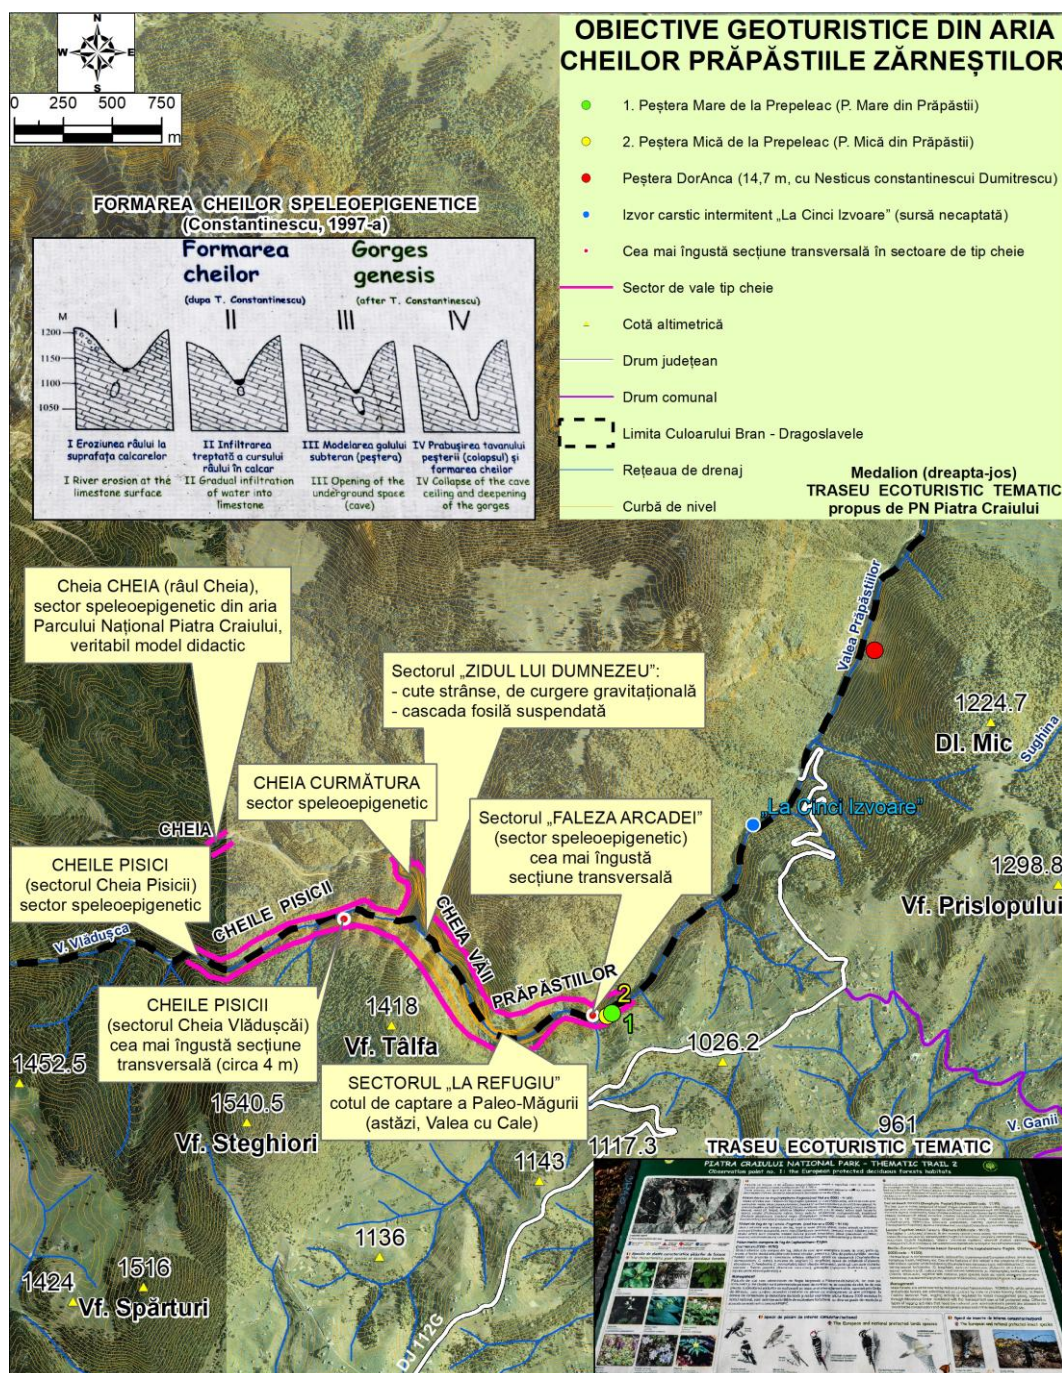 OBIECTIVE GEOTURISTICE DIN ARIA
CHEILOR PRĂPĂSTIILE ZĂRNEȘTILOR
N
W
E
S
0 250 500 750
m
1. Peștera Mare de la Prepeleac (P. Mare din Prăpăstii)
2. Peștera Mică de la Prepeleac (P. Mică din Prăpăstii)
Peștera DorAnca (14,7 m, cu Nesticus constantinescui Dumitrescu)
Izvor carstic intermitent „La Cinci Izvoare” (sursă necaptată)
Cea mai îngustă secțiune transversală în sectoare de tip cheie
Sector de vale tip cheie
Cotă altimetrică
Drum județean
Drum comunal
Limita Culoarului Bran - Dragoslavele
Rețeaua de drenaj
Curbă de nivel
Medalion (dreapta-jos)
TRASEU ECOTURISTIC TEMATIC
propus de PN Piatra Craiului
FORMAREA CHEILOR SPELEOEPIGENETICE
(Constantinescu, 1997-a)
Formarea
cheilor
(dupa T. Constantinescu)
Gorges
genesis
(after T. Constantinescu)
M
1200
1150
1100
1050
I
II
III
IV
I Eroziunea râului la
suprafața calcarelor
I River erosion at the
limestone surface
II Infiltrarea
treptată a cursului
râului în calcar
II Gradual infiltration
of water into
limestone
III Modelarea golului
subteran (peștera)
III Opening of the
underground space
(cave)
IV Prabușirea tavanului
peșterii (colapsul) și
formarea cheilor
IV Collapse of the cave
ceiling and deepening
of the gorges
Cheia CHEIA (râul Cheia),
sector speleoepigenetic din aria
Parcului Național Piatra Craiului,
veritabil model didactic
Sectorul „ZIDUL LUI DUMNEZEU”:
- cute strânse, de curgere gravitațională
- cascada fosilă suspendată
CHEIA CURMĂTURA
sector speleoepigenetic
Sectorul „FALEZA ARCADEI”
(sector speleoepigenetic)
cea mai îngustă
secțiune transversală
CHEILE PISICI
(sectorul Cheia Pisicii)
sector speleoepigenetic
CHEILE PISICII
(sectorul Cheia Vlădușcăi)
cea mai îngustă secțiune
transversală (circa 4 m)
SECTORUL „LA REFUGIU”
cotul de captare a Paleo-Măgurii
(astăzi, Valea cu Cale)
Valea Prăpăstiilor
1224.7
Dl. Mic
Sughina
„La Cinci Izvoare”
1298.8
Vf. Prislopului
CHEIA
CHEILE PISICII
CHEIA VĂII
PRĂPĂSTIILOR
V. Vlădușca
2
1
1418
Vf. Tâlfa
1452.5
1540.5
Vf. Steghiori
1026.2
961
V. Ganii
1117.3
1143
1136
1516
1424
Vf. Spărturi
DJ 112G
TRASEU ECOTURISTIC TEMATIC
PIATRA CRAIULUI NATIONAL PARK - THEMATIC TRAIL 2
Observation point no. 1: the European protected deciduous forests habitats